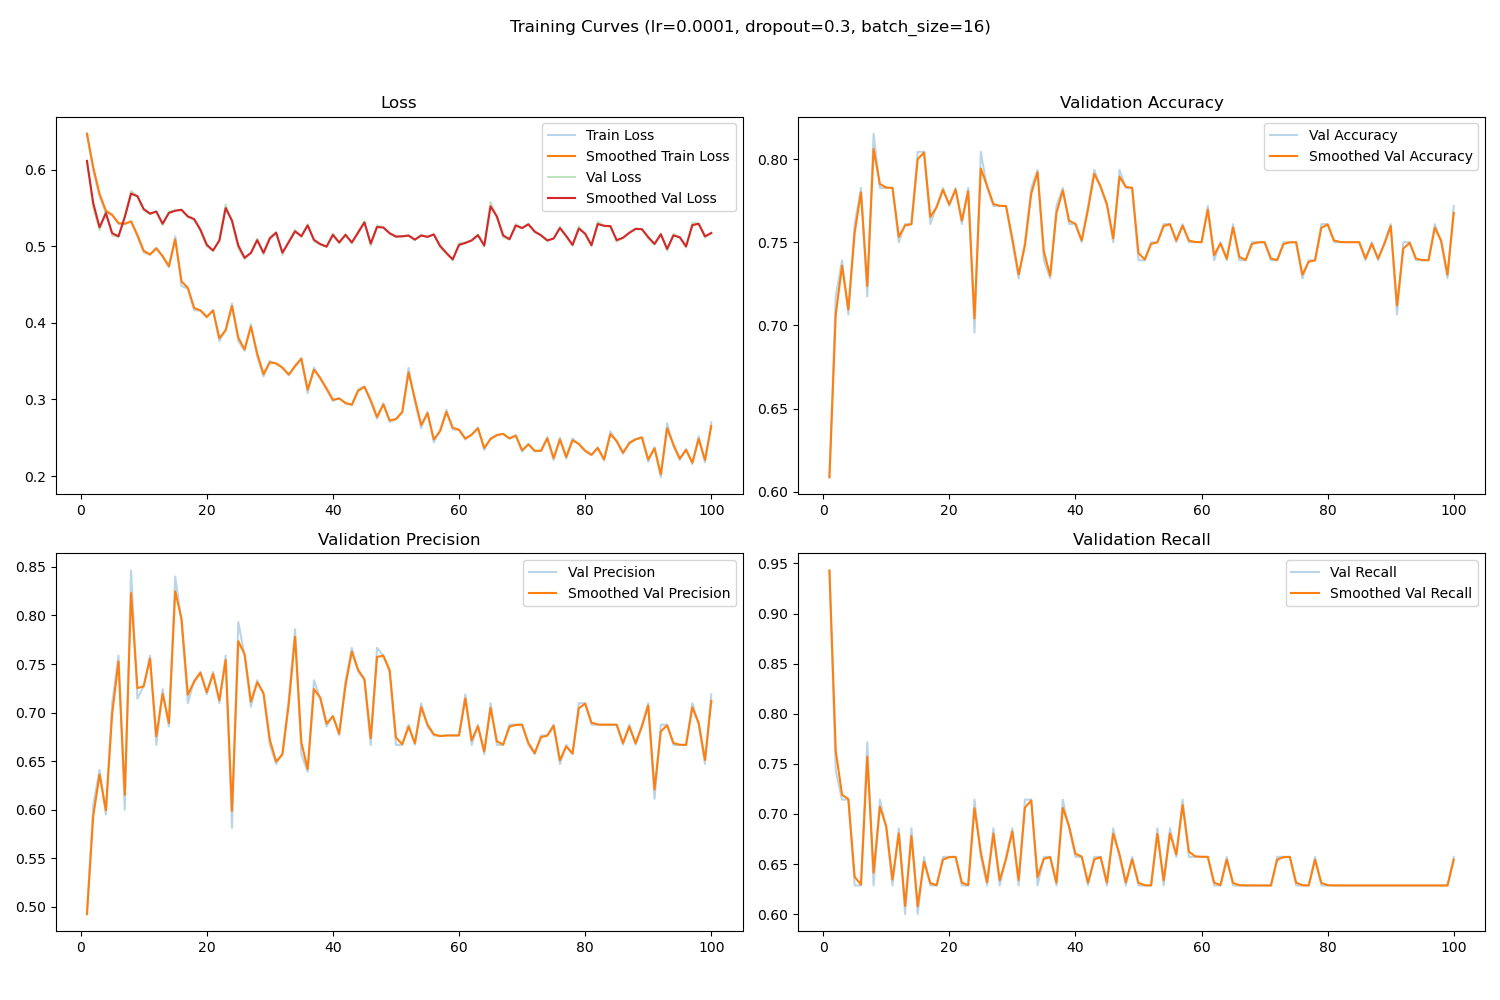 Training Curves (lr=0.0001, dropout=0.3, batch_size=16)
Loss
Train Loss
Smoothed Train Loss
Val Loss
Smoothed Val Loss
0.6
0.5
0.4
0.3
0.2
0 20 40 60 80 100
Validation Accuracy
Val Accuracy
Smoothed Val Accuracy
0.80
0.75
0.70
0.65
0.60
0 20 40 60 80 100
Validation Precision
Val Precision
Smoothed Val Precision
0.85
0.80
0.75
0.70
0.65
0.60
0.55
0.50
0 20 40 60 80 100
Validation Recall
Val Recall
Smoothed Val Recall
0.95
0.90
0.85
0.80
0.75
0.70
0.65
0.60
0 20 40 60 80 100